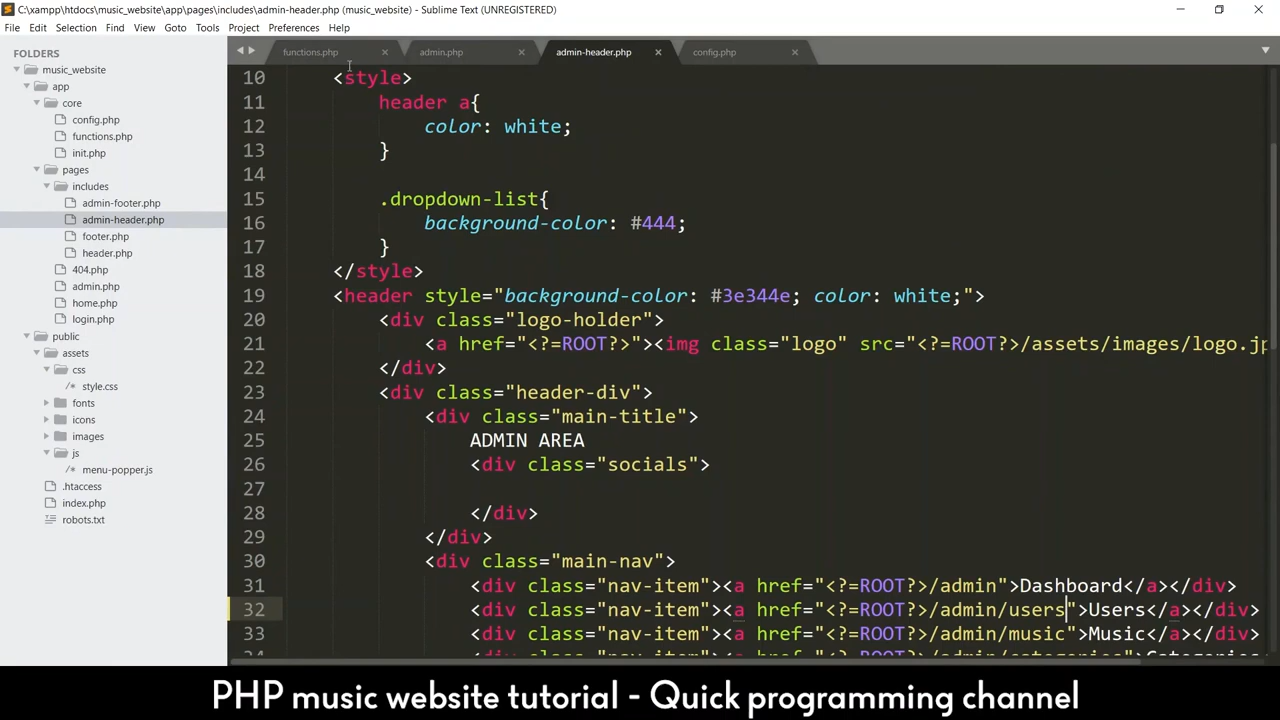 C:\xampp\htdocs\music_website\app\pages\includes\admin-header.php (music_website) - Sublime Text (UNREGISTERED)
File Edit Selection Find View Goto Tools Project Preferences Help
FOLDERS
music_website
app
core
config.php
functions.php
init.php
pages
includes
admin-footer.php
admin-header.php
footer.php
header.php
404.php
admin.php
home.php
login.php
public
assets
css
style.css
fonts
icons
images
js
menu-popper.js
.htaccess
index.php
robots.txt
functions.php admin.php admin-header.php config.php
10 <style>
11 header a{
12 color: white;
13 }
14
15 .dropdown-list{
16 background-color: #444;
17 }
18 </style>
19 <header style="background-color: #3e344e; color: white;">
20 <div class="logo-holder">
21 <a href="<?=ROOT?>"><img class="logo" src="<?=ROOT?>/assets/images/logo.jp
22 </div>
23 <div class="header-div">
24 <div class="main-title">
25 ADMIN AREA
26 <div class="socials">
27
28 </div>
29 </div>
30 <div class="main-nav">
31 <div class="nav-item"><a href="<?=ROOT?>/admin">Dashboard</a></div>
32 <div class="nav-item"><a href="<?=ROOT?>/admin/users">Users</a></div>
33 <div class="nav-item"><a href="<?=ROOT?>/admin/music">Music</a></div>
PHP music website tutorial - Quick programming channel